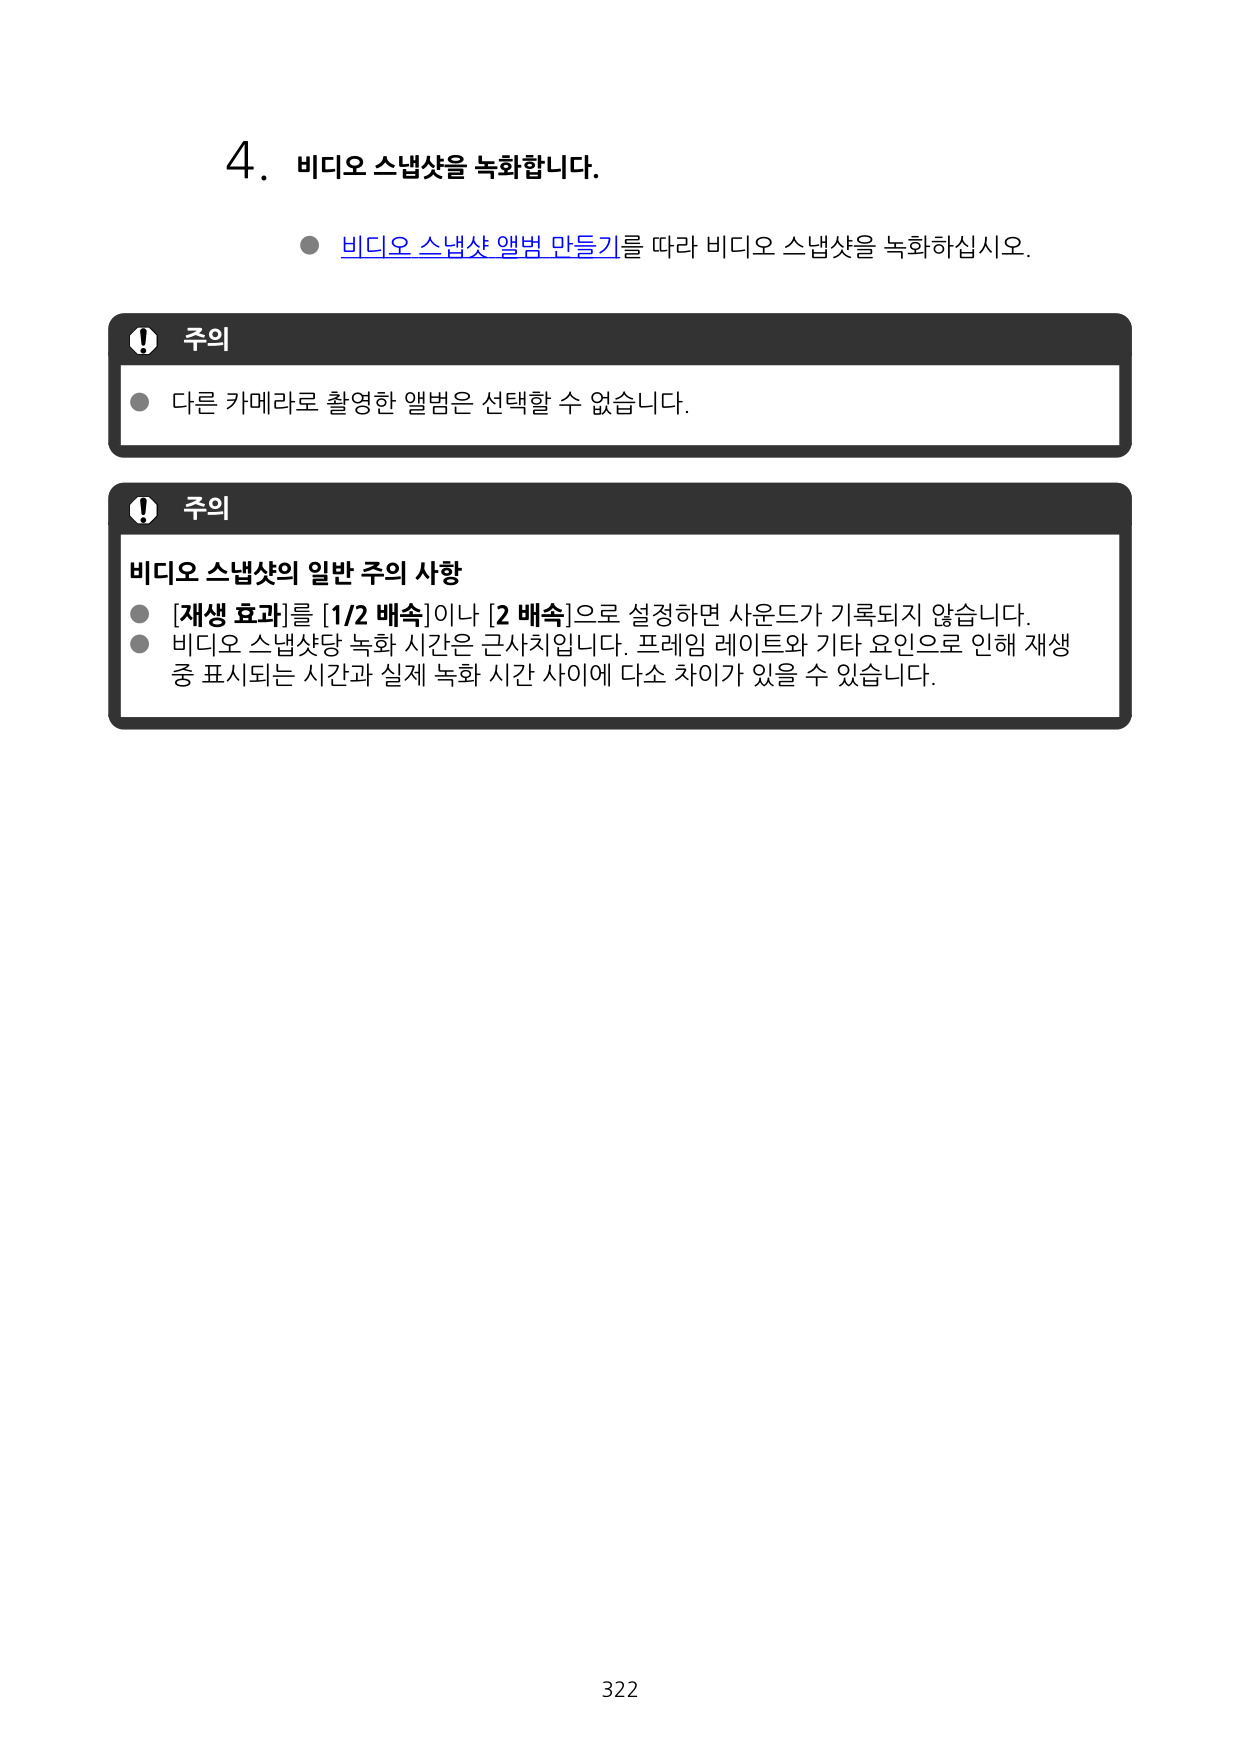 4. 비디오 스냅샷을 녹화합니다.
● 비디오 스냅샷 앨범 만들기를 따라 비디오 스냅샷을 녹화하십시오.
주의
● 다른 카메라로 촬영한 앨범은 선택할 수 없습니다.
주의
비디오 스냅샷의 일반 주의 사항
● [재생 효과]를 [1/2 배속]이나 [2 배속]으로 설정하면 사운드가 기록되지 않습니다.
● 비디오 스냅샷당 녹화 시간은 근사치입니다. 프레임 레이트와 기타 요인으로 인해 재생
중 표시되는 시간과 실제 녹화 시간 사이에 다소 차이가 있을 수 있습니다.
322